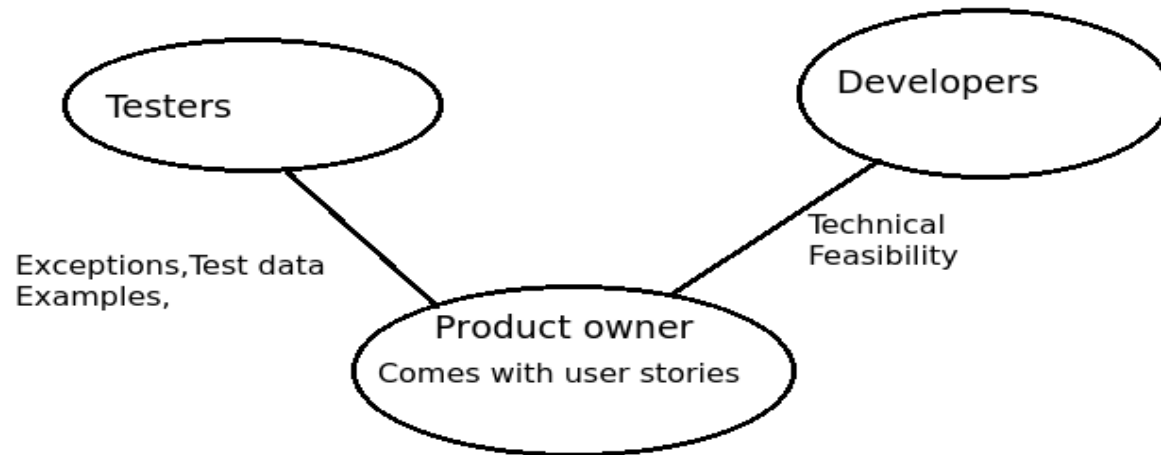 Testers
Developers
Exceptions,Test data
Examples,
Technical
Feasibility
Product owner
Comes with user stories